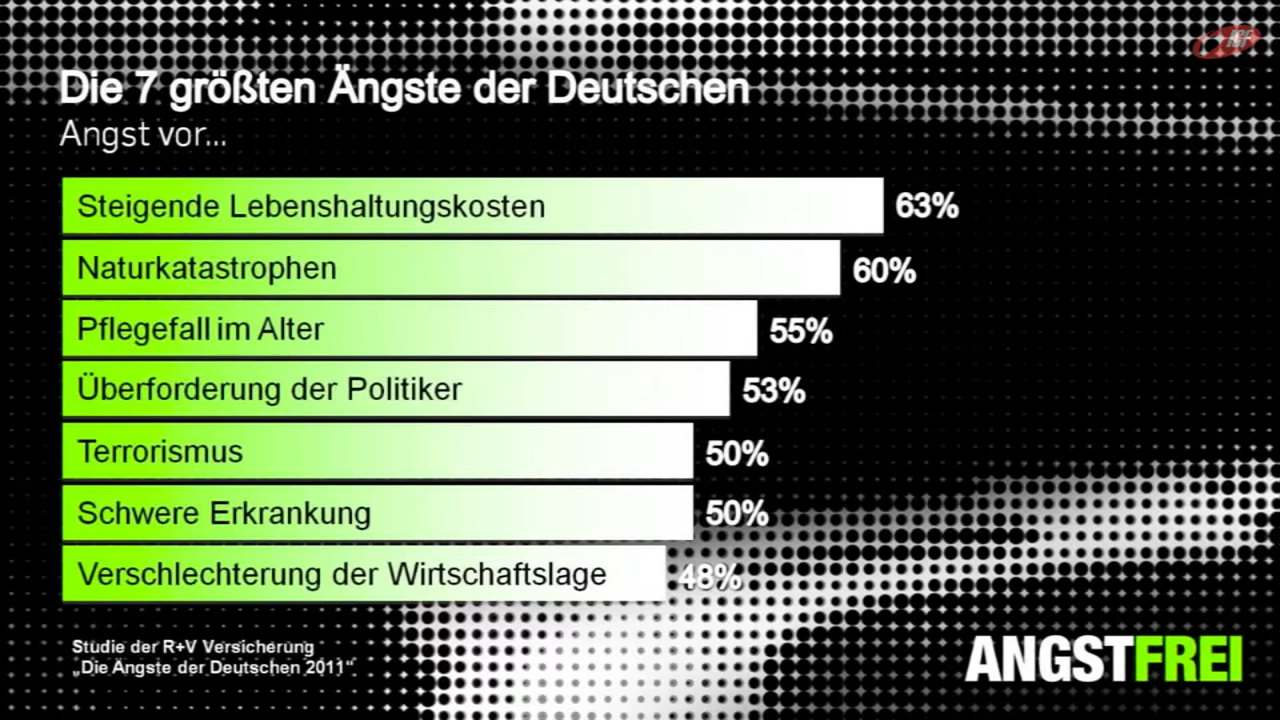 ICF
Die 7 größten Ängste der Deutschen
Angst vor...
Steigende Lebenshaltungskosten 63%
Naturkatastrophen 60%
Pflegefall im Alter 55%
Überforderung der Politiker 53%
Terrorismus 50%
Schwere Erkrankung 50%
Verschlechterung der Wirtschaftslage 48%
Studie der R+V Versicherung
„Die Ängste der Deutschen 2011“
ANGSTFREI